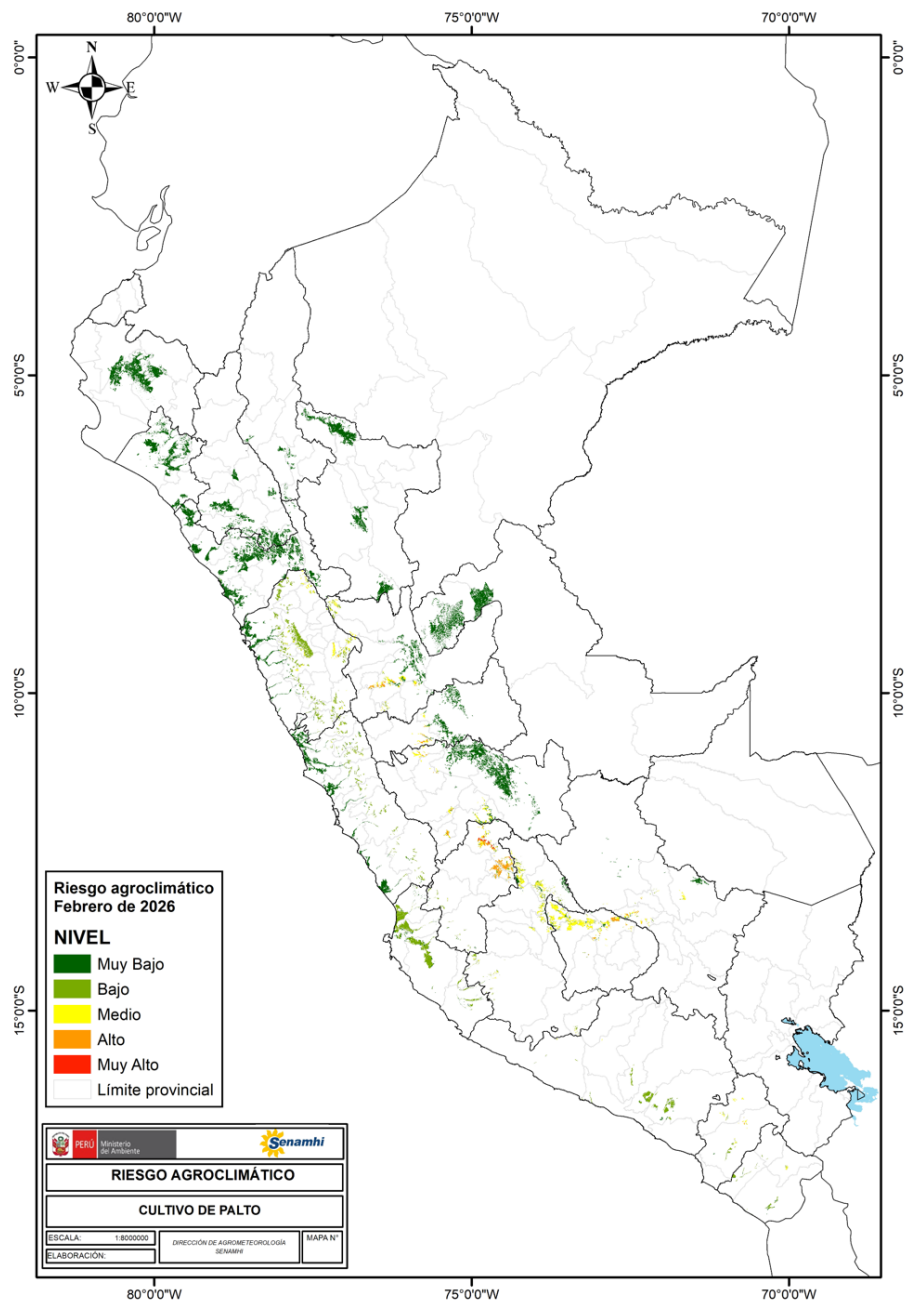 80°0'0"W
75°0'0"W
70°0'0"W
0°0'0"
0°0'0"
N
W
E
S
5°0'0"S
5°0'0"S
10°0'0"S
10°0'0"S
15°0'0"S
15°0'0"S
Riesgo agroclimático
Febrero de 2026
NIVEL
Muy Bajo
Bajo
Medio
Alto
Muy Alto
Límite provincial
PERÚ
Ministerio
del Ambiente
Senamhi
RIESGO AGROCLIMÁTICO
CULTIVO DE PALTO
ESCALA: 1:8000000
ELABORACIÓN:
DIRECCIÓN DE AGROMETEOROLOGÍA
SENAMHI
MAPA N°
80°0'0"W
75°0'0"W
70°0'0"W